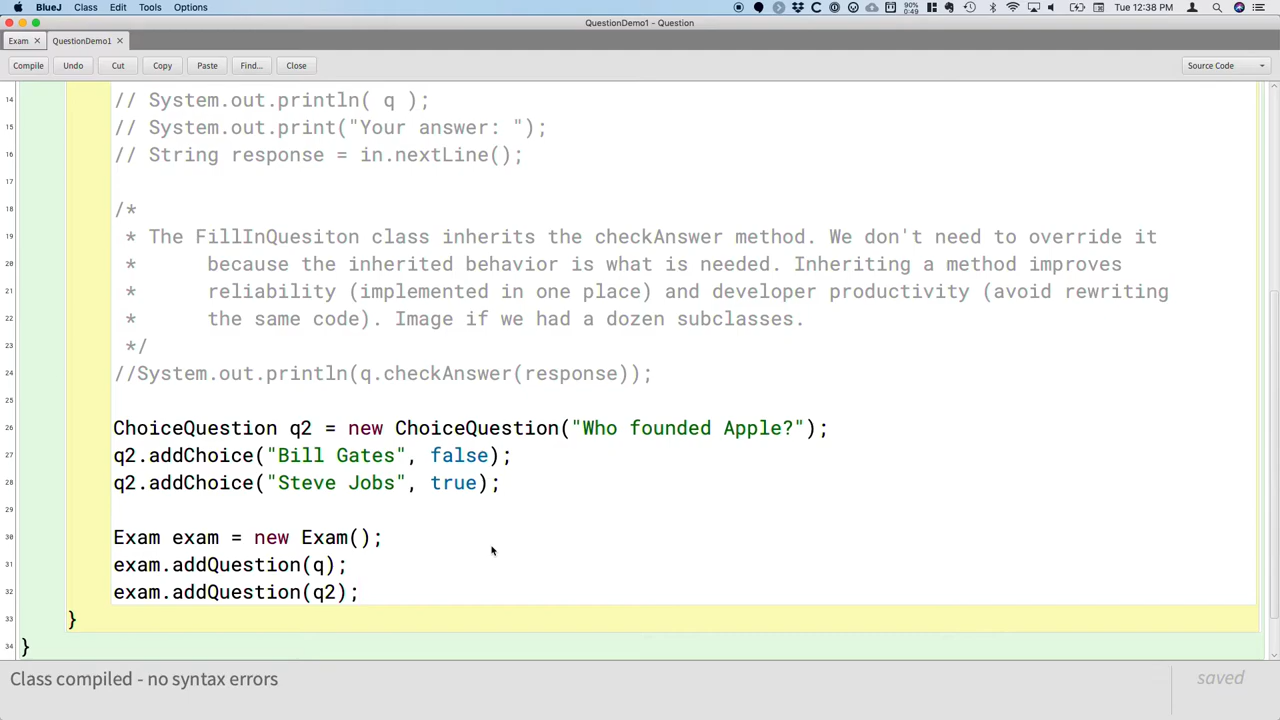 BlueJ Class Edit Tools Options 90% 0:49 Tue 12:38 PM
QuestionDemo1 - Question
Exam QuestionDemo1
Compile Undo Cut Copy Paste Find... Close Source Code
14 // System.out.println( q );
15 // System.out.print("Your answer: ");
16 // String response = in.nextLine();
17
18 /*
19 * The FillInQuesiton class inherits the checkAnswer method. We don't need to override it
20 * because the inherited behavior is what is needed. Inheriting a method improves
21 * reliability (implemented in one place) and developer productivity (avoid rewriting
22 * the same code). Image if we had a dozen subclasses.
23 */
24 //System.out.println(q.checkAnswer(response));
25
26 ChoiceQuestion q2 = new ChoiceQuestion("Who founded Apple?");
27 q2.addChoice("Bill Gates", false);
28 q2.addChoice("Steve Jobs", true);
29
30 Exam exam = new Exam();
31 exam.addQuestion(q);
32 exam.addQuestion(q2);
33 }
34 }
Class compiled - no syntax errors
saved